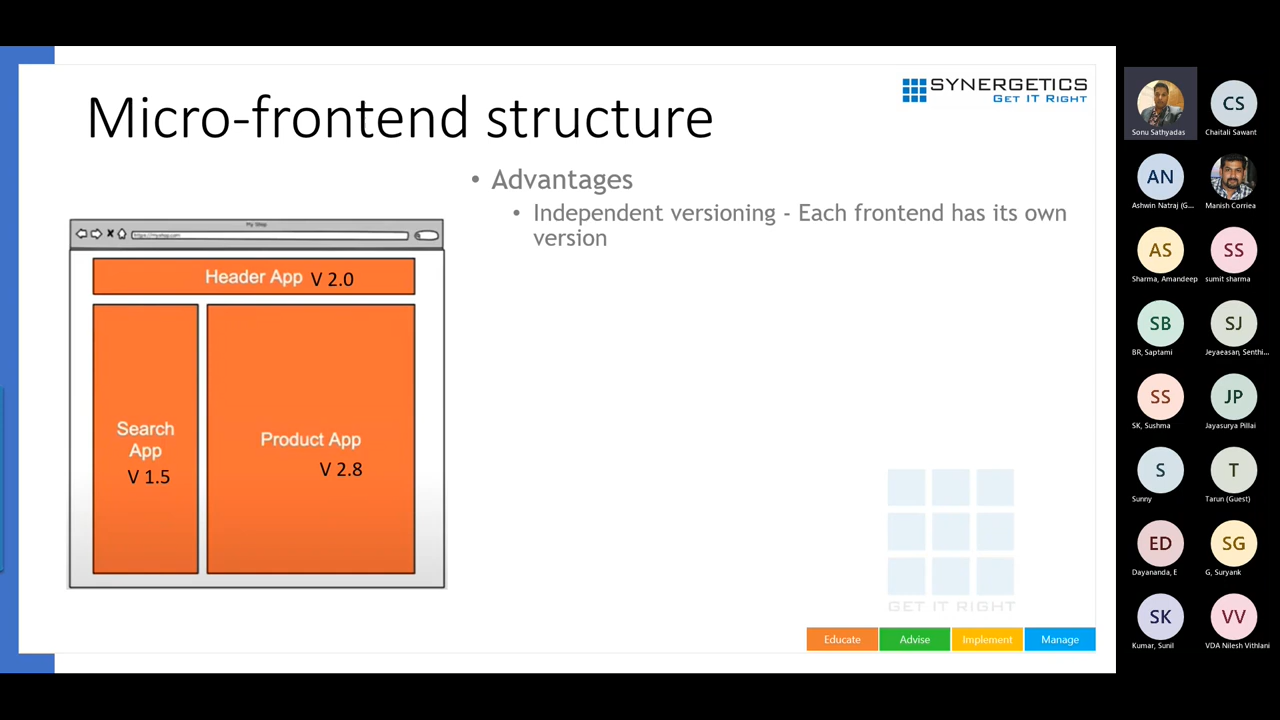 SYNERGETICS
GET IT RIGHT
Micro-frontend structure
• Advantages
• Independent versioning - Each frontend has its own
version
My Web
Header App V 2.0
Search
App
V 1.5
Product App
V 2.8
GET IT RIGHT
Educate Advise Implement Manage
Sonu Sathyadas
CS
Chaitali Sawant
AN
Ashwin Natraj (G...
Manish Corriea
AS
Sharma, Amandeep
SS
sumit sharma
SB
BR, Saptami
SJ
Jeyaeasan, Senthi...
SS
SK, Sushma
JP
Jayasurya Pillai
S
Sunny
T
Tarun (Guest)
ED
Dayananda, E
SG
G, Suryank
SK
Kumar, Sunil
VV
VDA Nilesh Vithlani